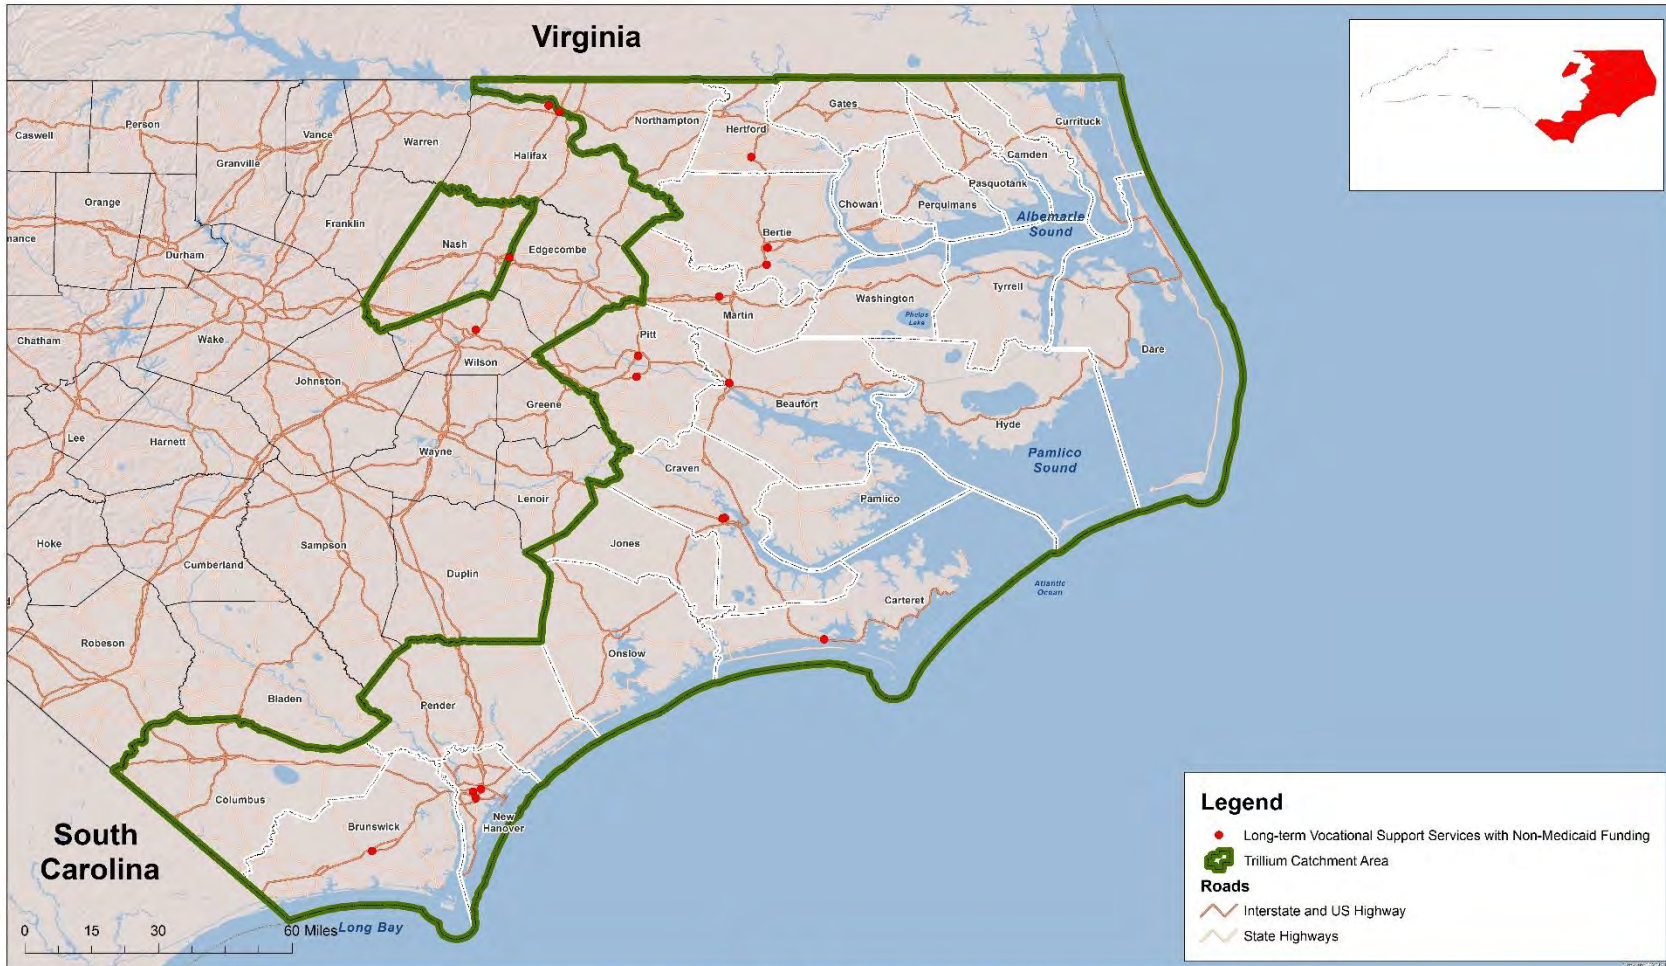 Virginia
Gates
Currituck
Northampton
Hertford
Person
Caswell
Vance
Warren
Camden
Granville
Halifax
Pasquotank
Orange
Chowan
Perquimans
Franklin
Albemarle
Sound
Bertie
mance
Nash
Edgecombe
Durham
Tyrrell
Washington
Phelps
Lake
Martin
Chatham
Wake
Pitt
Dare
Wilson
Johnston
Greene
Beaufort
Hyde
Lee
Harnett
Wayne
Pamlico
Sound
Craven
Lenoir
Pamlico
Hoke
Sampson
Jones
Cumberland
Duplin
Atlantic
Ocean
Carteret
Robeson
Onslow
Bladen
Pender
Columbus
Brunswick
New
Hanover
South
Carolina
Long Bay
0 15 30 60 Miles
Legend
Long-term Vocational Support Services with Non-Medicaid Funding
Trillium Catchment Area
Roads
Interstate and US Highway
State Highways